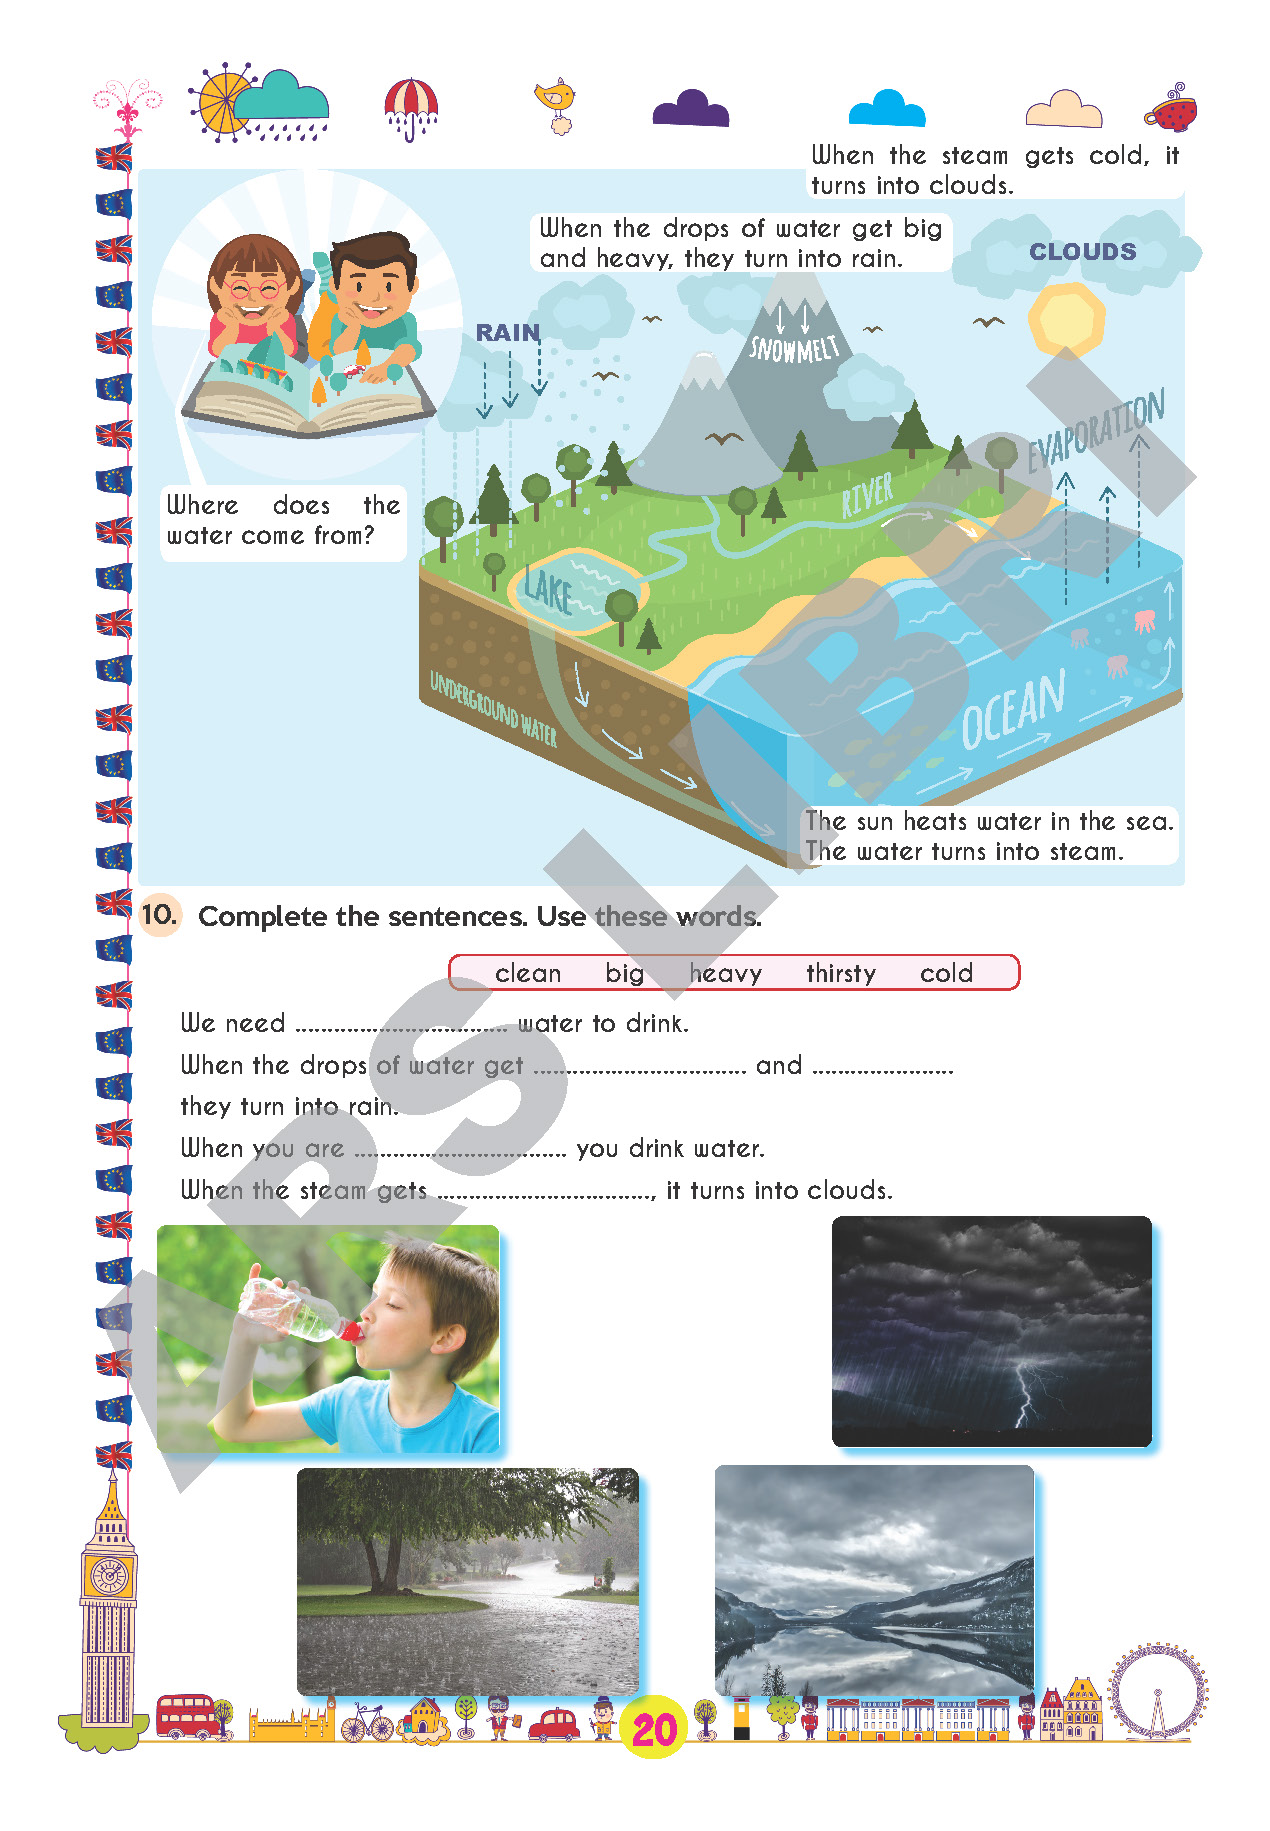 When the steam gets cold, it
turns into clouds.
When the drops of water get big
and heavy, they turn into rain.
CLOUDS
RAIN
SNOWMELT
EVAPORATION
RIVER
Where does the
water come from?
LAKE
UNDERGROUND WATER
OCEAN
The sun heats water in the sea.
The water turns into steam.
10. Complete the sentences. Use these words.
clean big heavy thirsty cold
We need ................................. water to drink.
When the drops of water get ................................. and ......................
they turn into rain.
When you are ................................. you drink water.
When the steam gets ................................., it turns into clouds.
20
ARS LIBRI